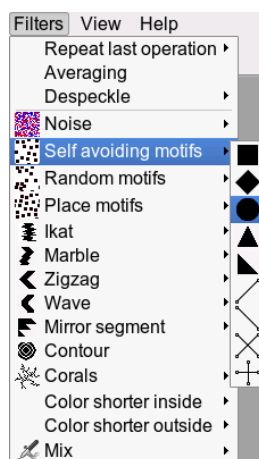 Filters View Help
Repeat last operation
Averaging
Despeckle
Noise
Self avoiding motifs
Random motifs
Place motifs
Ikat
Marble
Zigzag
Wave
Mirror segment
Contour
Corals
Color shorter inside
Color shorter outside
Mix